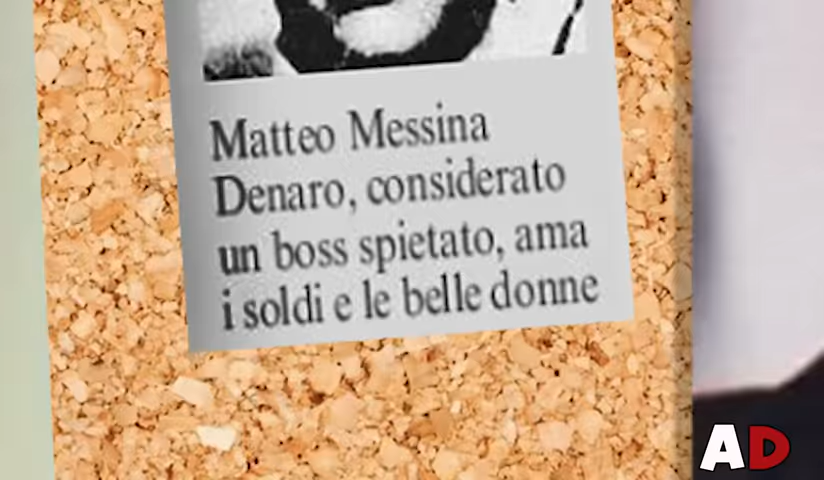 Matteo Messina
Denaro, considerato
un boss spietato, ama
i soldi e le belle donne
AD